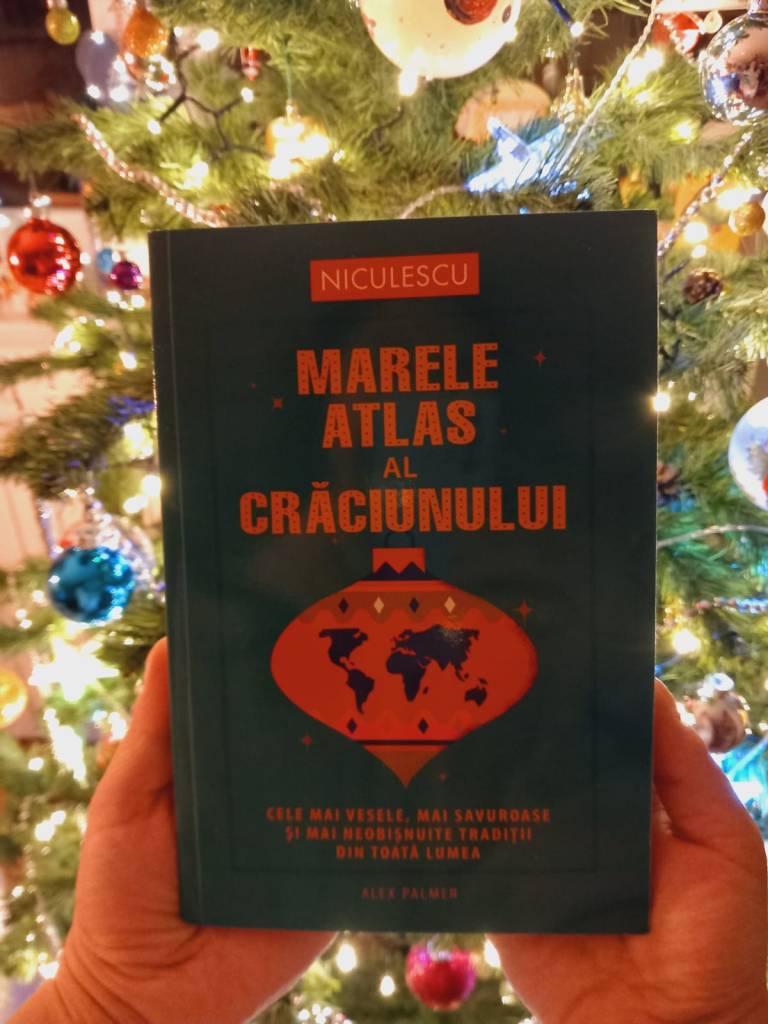 NICULESCU
MARELE
ATLAS
AL
CRĂCIUNULUI
CELE MAI VESELE, MAI SAVUROASE
ȘI MAI NEOBIȘNUITE TRADIȚII
DIN TOATĂ LUMEA
ALEX PALMER